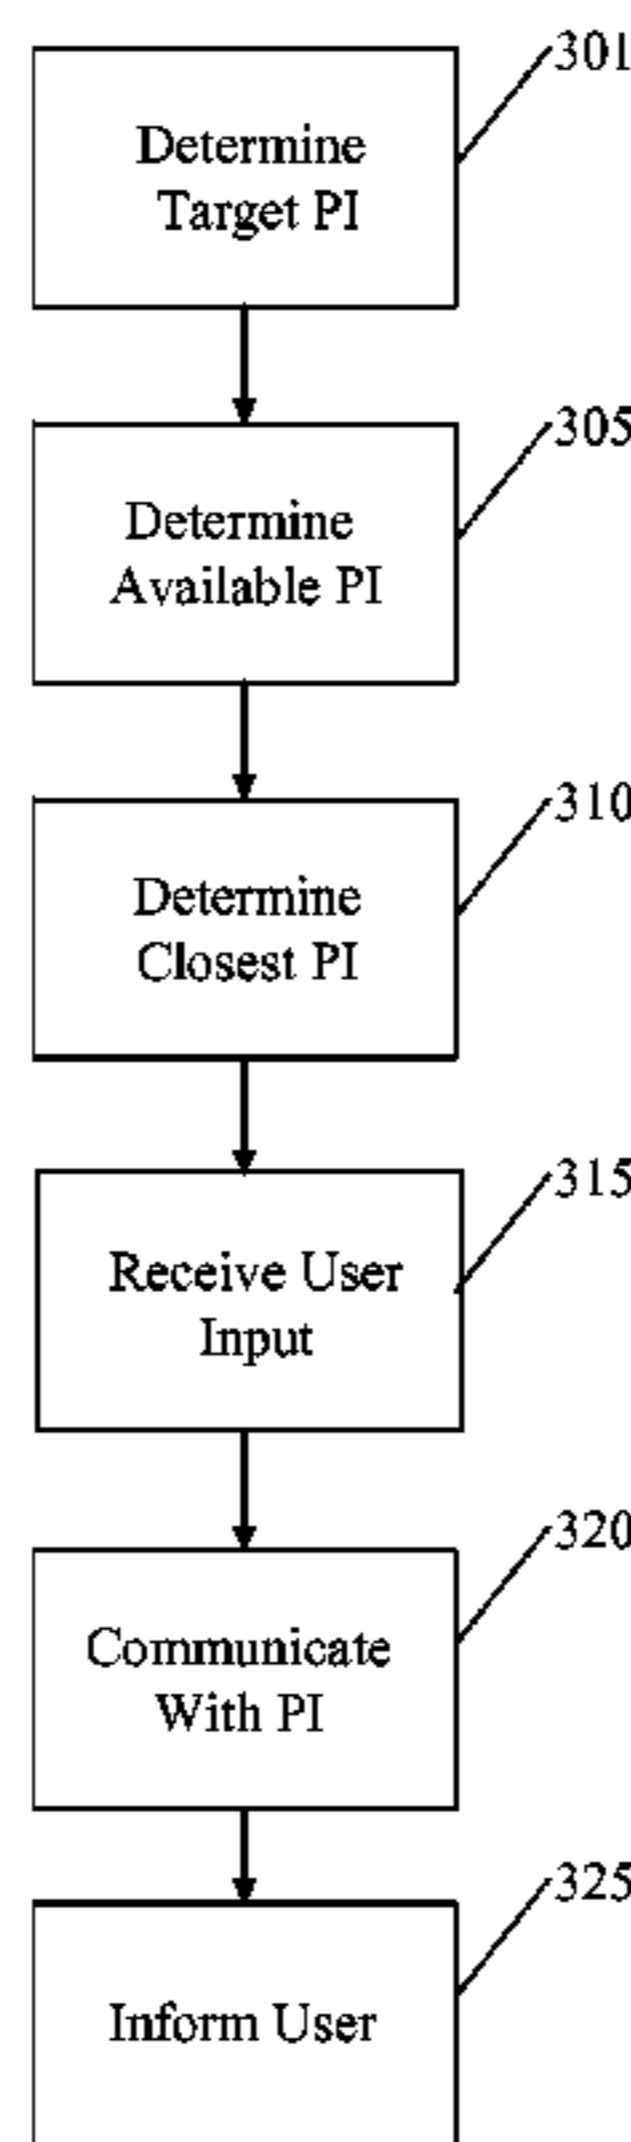 301
Determine
Target PI
305
Determine
Available PI
310
Determine
Closest PI
315
Receive User
Input
320
Communicate
With PI
325
Inform User